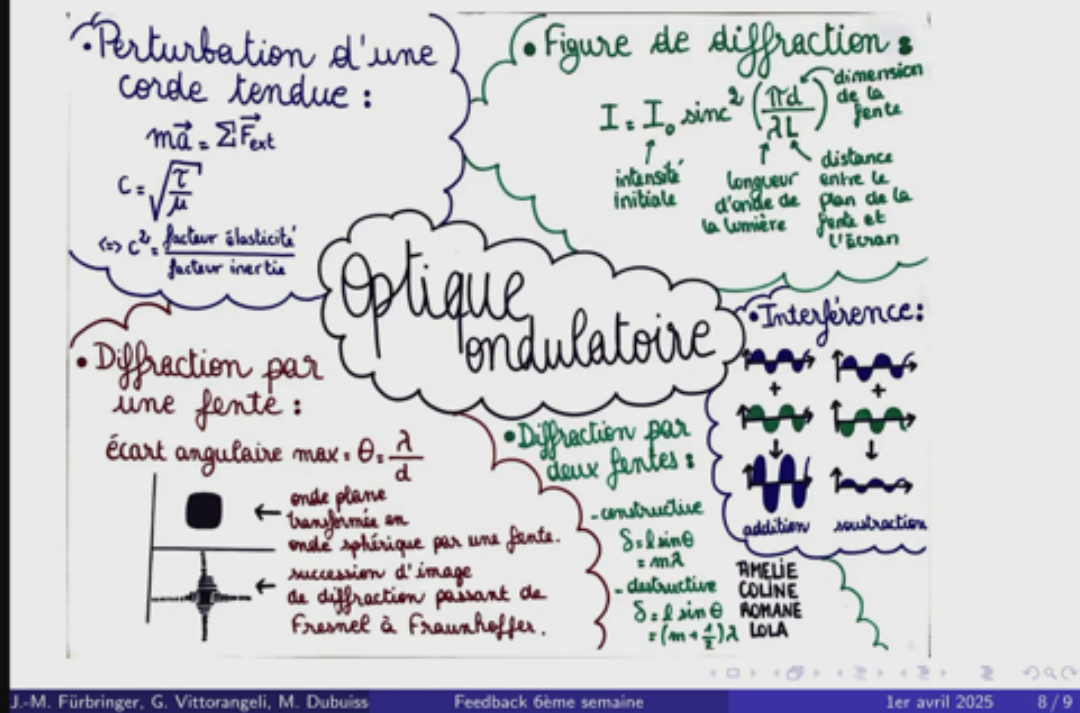 • Perturbation d'une
corde tendue :
ma⃗ = ΣF⃗ext
C = √(τ/μ)
<=> c² = facteur élasticité / facteur inertie
• Figure de diffraction :
I = I₀ sinc² (πd/λL)
dimension
de la
fente
intensité
initiale
longueur
d'onde de
la lumière
distance
entre le
plan de la
fente et
l'écran
Optique
ondulatoire
• Interférence :
+ +
addition soustraction
• Diffraction par
une fente :
écart angulaire max = θ = λ/d
← onde plane
transformée en
onde sphérique par une fente.
← succession d'image
de diffraction passant de
Fresnel à Fraunhoffer.
• Diffraction par
deux fentes :
- constructive
δ = l sinθ
= mλ
- destructive
δ = l sin θ
= (m + 1/2)λ
AMELIE
COLINE
ROMANE
LOLA
J.-M. Fürbringer, G. Vittorangeli, M. Dubuiss
Feedback 6ème semaine
1er avril 2025
8 / 9